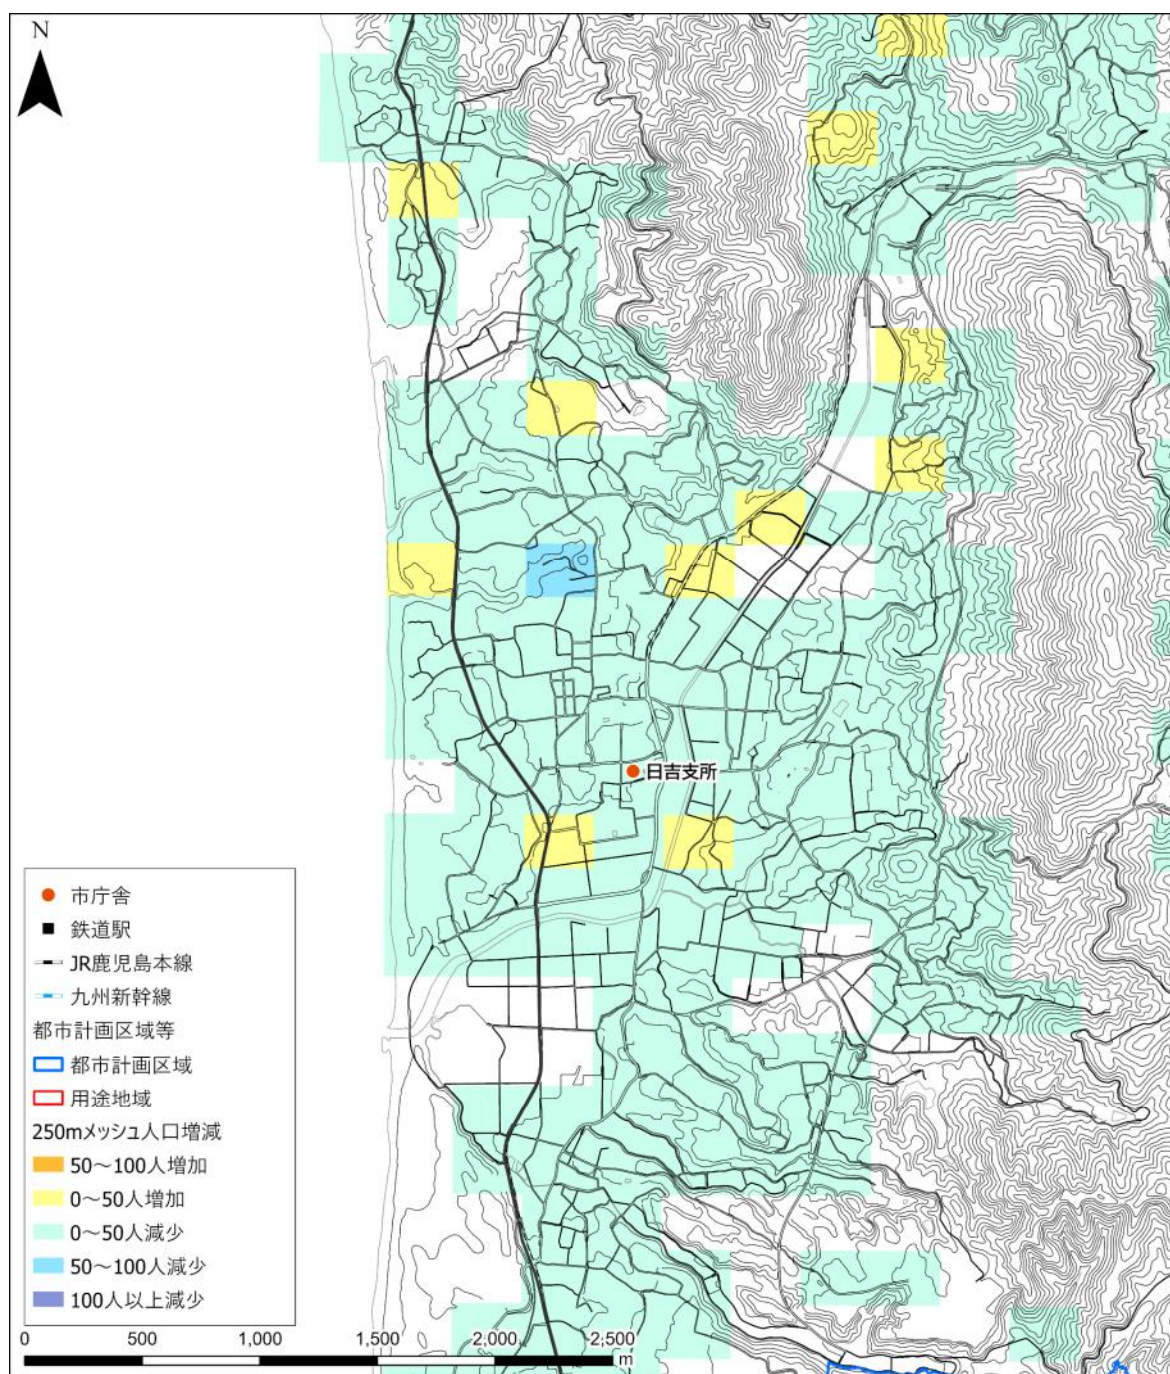 N
日吉支所
市庁舎
鉄道駅
JR鹿児島本線
九州新幹線
都市計画区域等
都市計画区域
用途地域
250mメッシュ人口増減
50～100人増加
0～50人増加
0～50人減少
50～100人減少
100人以上減少
0 500 1,000 1,500 2,000 2,500
m